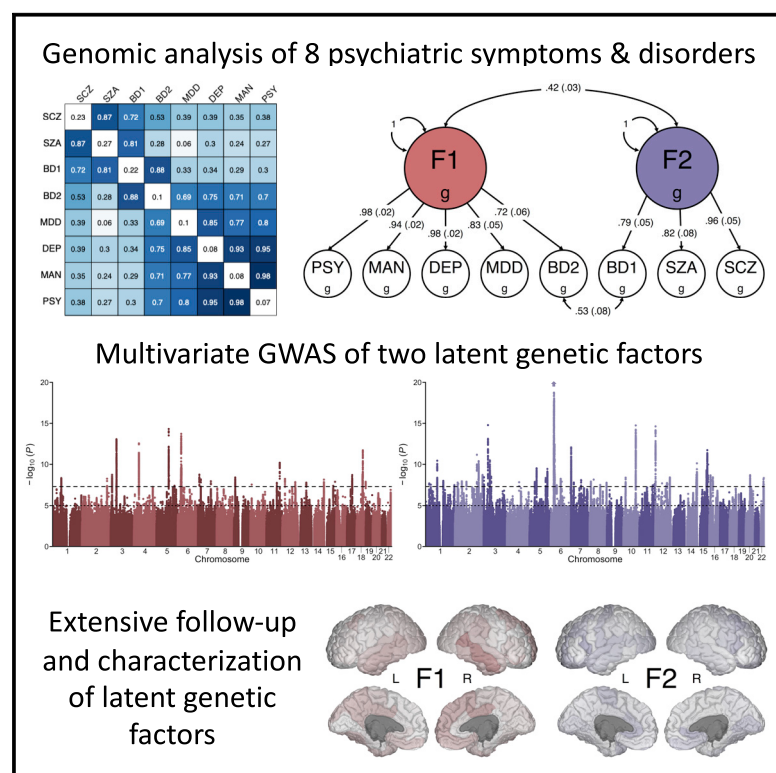 Genomic analysis of 8 psychiatric symptoms & disorders
SCZ SZA BD1 BD2 MDD DEP MAN PSY
SCZ 0.23 0.87 0.72 0.53 0.39 0.39 0.35 0.38
SZA 0.87 0.27 0.81 0.28 0.06 0.3 0.24 0.27
BD1 0.72 0.81 0.22 0.88 0.33 0.34 0.29 0.3
BD2 0.53 0.28 0.88 0.1 0.69 0.75 0.71 0.7
MDD 0.39 0.06 0.33 0.69 0.1 0.85 0.77 0.8
DEP 0.39 0.3 0.34 0.75 0.85 0.08 0.93 0.95
MAN 0.35 0.24 0.29 0.71 0.77 0.93 0.08 0.98
PSY 0.38 0.27 0.3 0.7 0.8 0.95 0.98 0.07
.42 (.03)
1 1
F1 F2
g g
.98 (.02) .94 (.02) .98 (.02) .83 (.05) .72 (.06) .79 (.05) .82 (.08) .96 (.05)
PSY MAN DEP MDD BD2 BD1 SZA SCZ
g g g g g g g g
.53 (.08)
Multivariate GWAS of two latent genetic factors
20
15
10
5
0
−log10 (P)
1 2 3 4 5 6 7 8 9 10 11 12 13 14 15 16 17 18 19 20 21 22
Chromosome
20
15
10
5
0
−log10 (P)
1 2 3 4 5 6 7 8 9 10 11 12 13 14 15 16 17 18 19 20 21 22
Chromosome
Extensive follow-up
and characterization
of latent genetic
factors
L F1 R
L F2 R